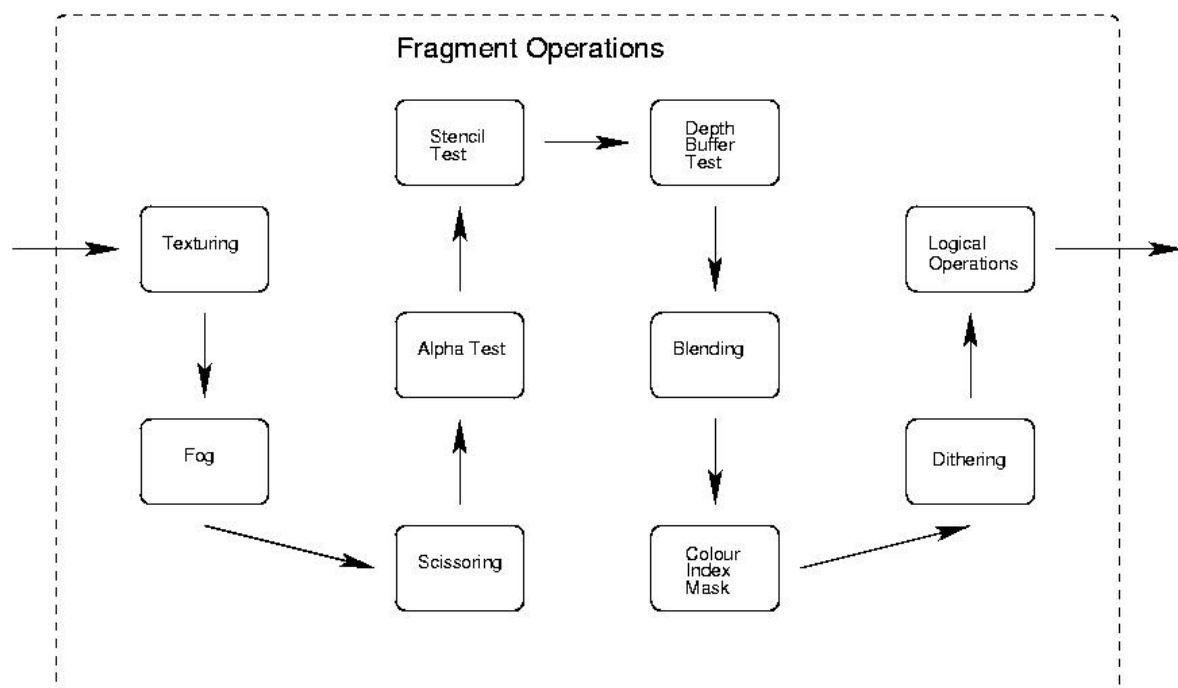 Fragment Operations
Texturing
Fog
Scissoring
Alpha Test
Stencil
Test
Depth
Buffer
Test
Blending
Colour
Index
Mask
Dithering
Logical
Operations